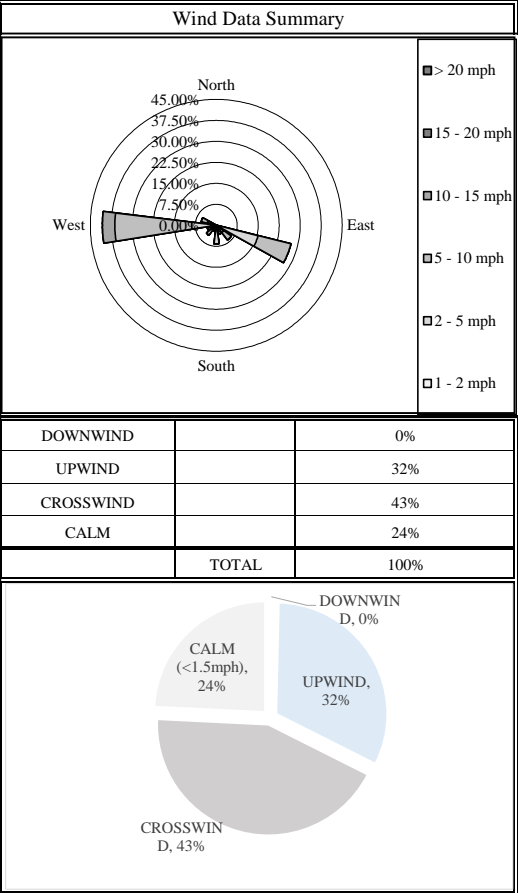 Wind Data Summary
North
45.00%
37.50%
30.00%
22.50%
15.00%
7.50%
0.00%
West
East
South
> 20 mph
15 - 20 mph
10 - 15 mph
5 - 10 mph
2 - 5 mph
1 - 2 mph
DOWNWIND 0%
UPWIND 32%
CROSSWIND 43%
CALM 24%
TOTAL 100%
DOWNWIN
D, 0%
CALM
(<1.5mph),
24%
UPWIND,
32%
CROSSWIN
D, 43%